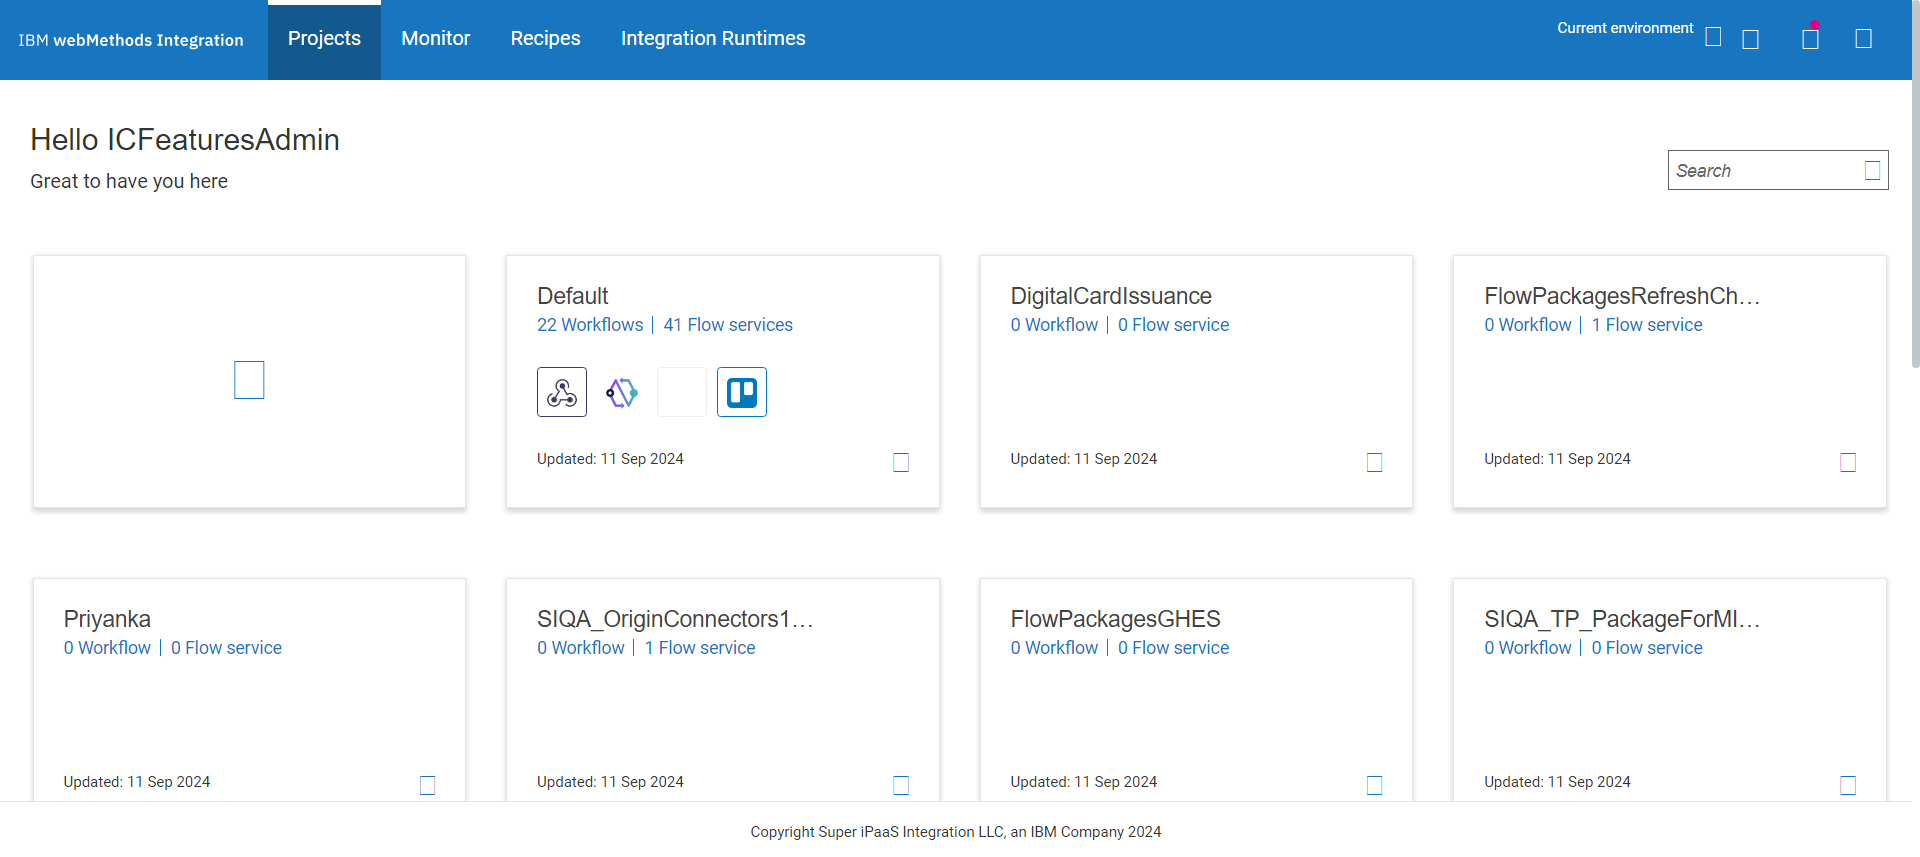 IBM webMethods Integration
Projects
Monitor
Recipes
Integration Runtimes
Current environment
Hello ICFeaturesAdmin
Great to have you here
Search
Default
22 Workflows | 41 Flow services
Updated: 11 Sep 2024
DigitalCardIssuance
0 Workflow | 0 Flow service
Updated: 11 Sep 2024
FlowPackagesRefreshCh...
0 Workflow | 1 Flow service
Updated: 11 Sep 2024
Priyanka
0 Workflow | 0 Flow service
Updated: 11 Sep 2024
SIQA_OriginConnectors1...
0 Workflow | 1 Flow service
Updated: 11 Sep 2024
FlowPackagesGHES
0 Workflow | 0 Flow service
Updated: 11 Sep 2024
SIQA_TP_PackageForMI...
0 Workflow | 0 Flow service
Updated: 11 Sep 2024
Copyright Super iPaaS Integration LLC, an IBM Company 2024